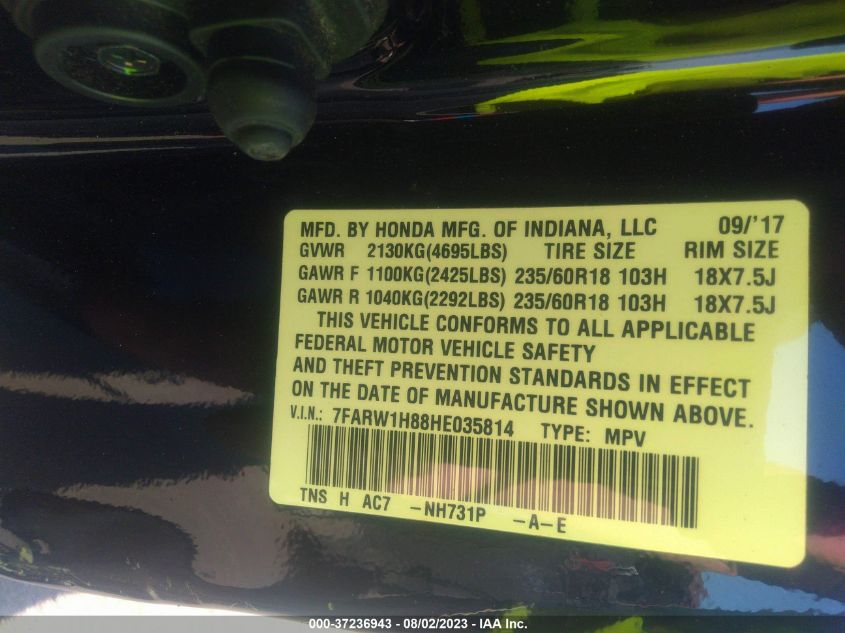 MFD. BY HONDA MFG. OF INDIANA, LLC 09/'17
GVWR 2130KG(4695LBS) TIRE SIZE RIM SIZE
GAWR F 1100KG(2425LBS) 235/60R18 103H 18X7.5J
GAWR R 1040KG(2292LBS) 235/60R18 103H 18X7.5J
THIS VEHICLE CONFORMS TO ALL APPLICABLE
FEDERAL MOTOR VEHICLE SAFETY
AND THEFT PREVENTION STANDARDS IN EFFECT
ON THE DATE OF MANUFACTURE SHOWN ABOVE.
V.I.N.: 7FARW1H88HE035814 TYPE: MPV
TNS H AC7 -NH731P -A-E
000-37236943 - 08/02/2023 - IAA Inc.